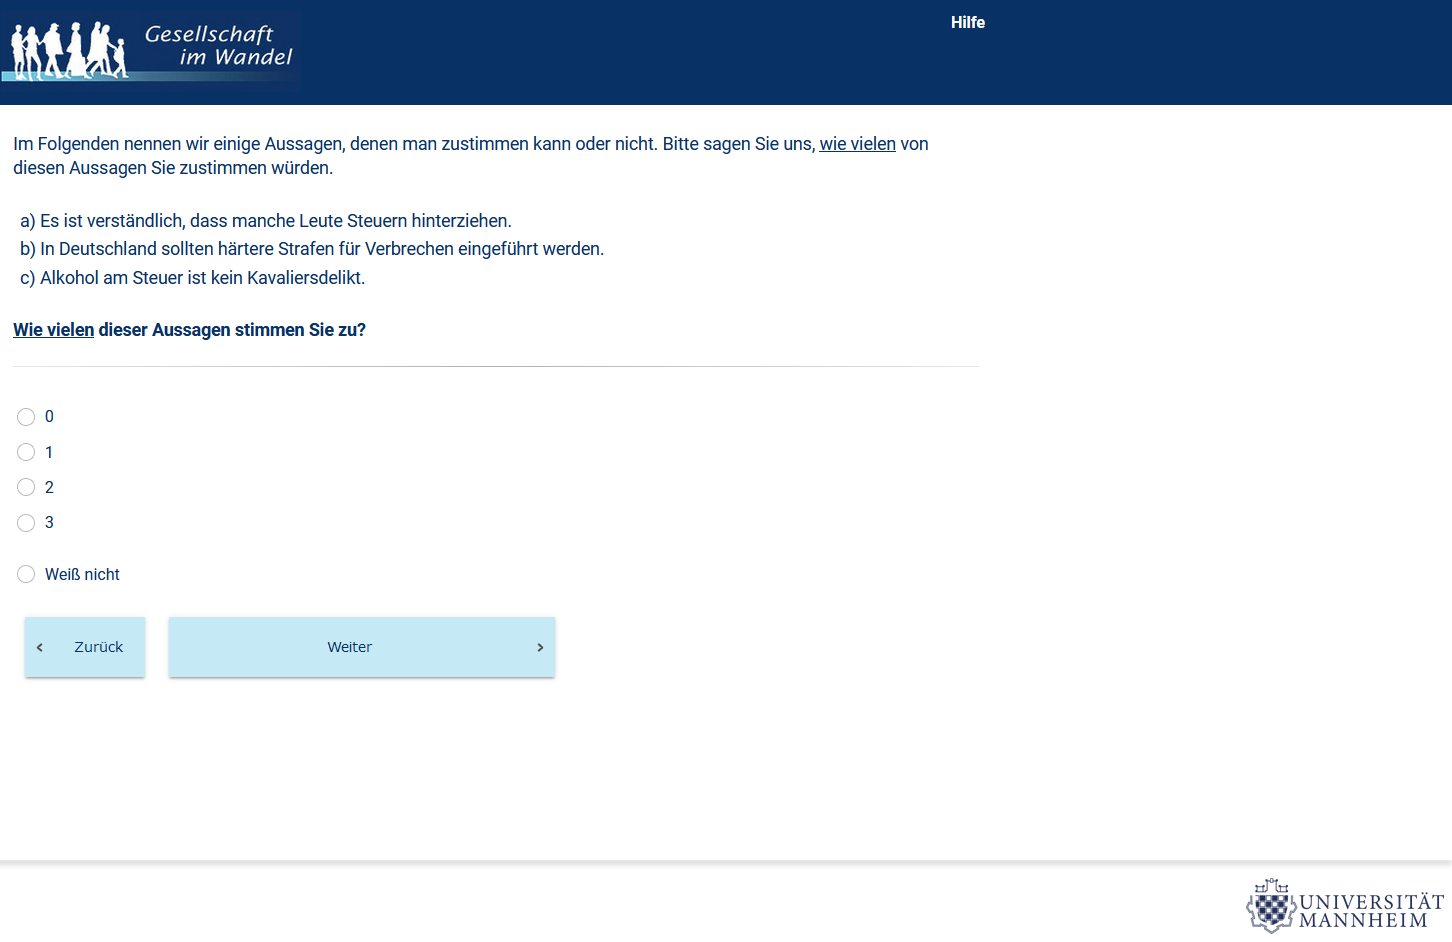 Gesellschaft
im Wandel
Hilfe
Im Folgenden nennen wir einige Aussagen, denen man zustimmen kann oder nicht. Bitte sagen Sie uns, wie vielen von
diesen Aussagen Sie zustimmen würden.
a) Es ist verständlich, dass manche Leute Steuern hinterziehen.
b) In Deutschland sollten härtere Strafen für Verbrechen eingeführt werden.
c) Alkohol am Steuer ist kein Kavaliersdelikt.
Wie vielen dieser Aussagen stimmen Sie zu?
0
1
2
3
Weiß nicht
‹ Zurück
Weiter ›
UNIVERSITÄT
MANNHEIM